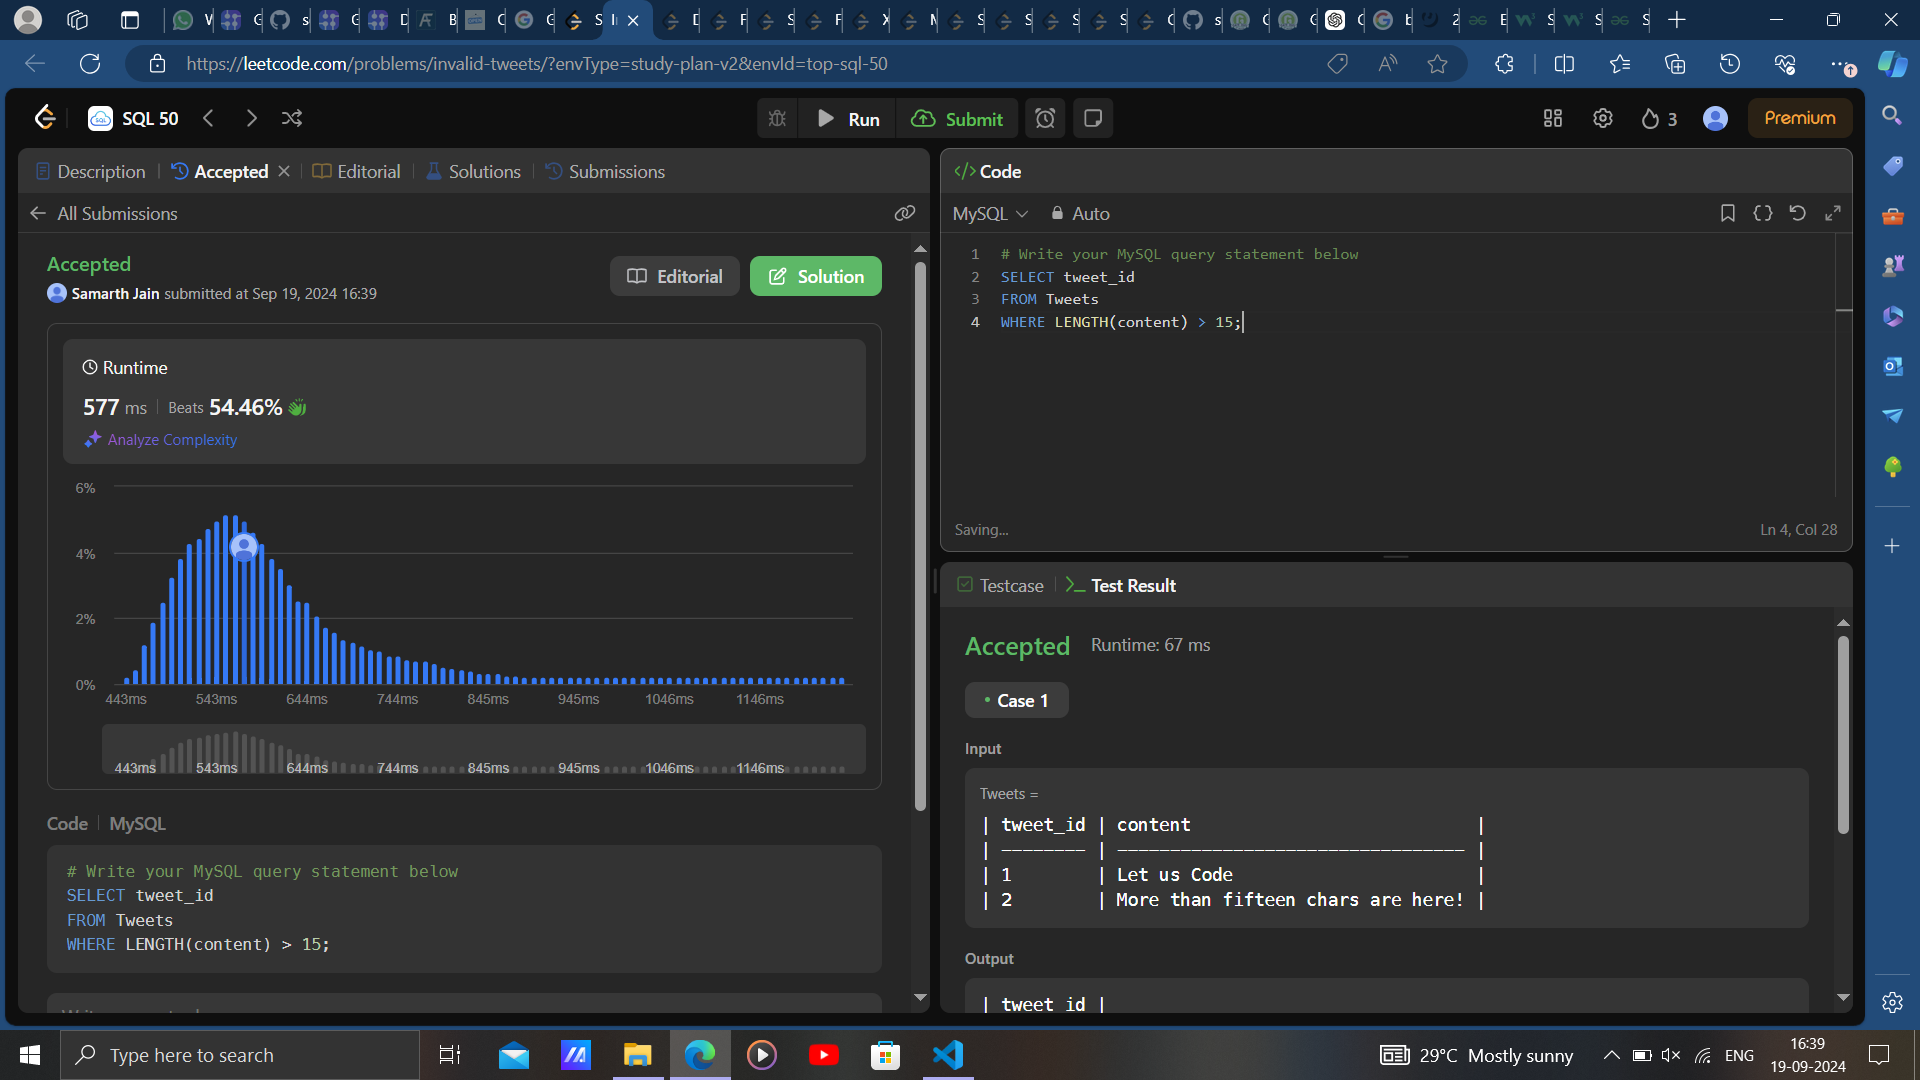 https://leetcode.com/problems/invalid-tweets/?envType=study-plan-v2&envId=top-sql-50
SQL 50
Run
Submit
3
Premium
Description
Accepted
Editorial
Solutions
Submissions
All Submissions
Accepted
Editorial
Solution
Samarth Jain submitted at Sep 19, 2024 16:39
Runtime
577 ms
Beats 54.46%
Analyze Complexity
6%
4%
2%
0%
443ms 543ms 644ms 744ms 845ms 945ms 1046ms 1146ms
443ms 543ms 644ms 744ms 845ms 945ms 1046ms 1146ms
Code
MySQL
# Write your MySQL query statement below
SELECT tweet_id
FROM Tweets
WHERE LENGTH(content) > 15;
</> Code
MySQL
Auto
1 # Write your MySQL query statement below
2 SELECT tweet_id
3 FROM Tweets
4 WHERE LENGTH(content) > 15;
Saving...
Ln 4, Col 28
Testcase
Test Result
Accepted
Runtime: 67 ms
• Case 1
Input
Tweets =
| tweet_id | content |
| -------- | --------------------------------- |
| 1 | Let us Code |
| 2 | More than fifteen chars are here! |
Output
| tweet_id |
Type here to search
29°C Mostly sunny
ENG
16:39
19-09-2024